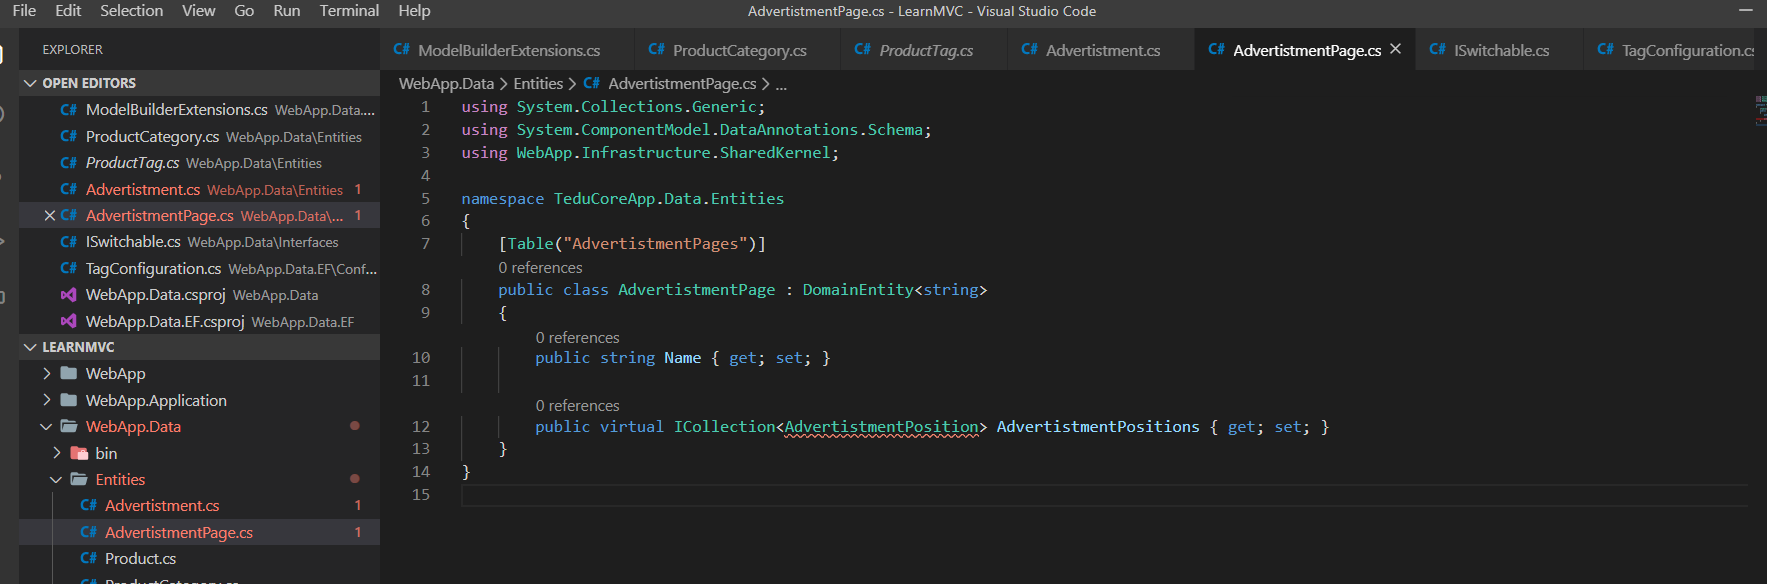 File Edit Selection View Go Run Terminal Help AdvertistmentPage.cs - LearnMVC - Visual Studio Code
EXPLORER
OPEN EDITORS
C# ModelBuilderExtensions.cs WebApp.Data....
C# ProductCategory.cs WebApp.Data\Entities
C# ProductTag.cs WebApp.Data\Entities
C# Advertistment.cs WebApp.Data\Entities 1
C# AdvertistmentPage.cs WebApp.Data\... 1
C# ISwitchable.cs WebApp.Data\Interfaces
C# TagConfiguration.cs WebApp.Data.EF\Conf...
WebApp.Data.csproj WebApp.Data
WebApp.Data.EF.csproj WebApp.Data.EF
LEARNMVC
WebApp
WebApp.Application
WebApp.Data
bin
Entities
C# Advertistment.cs 1
C# AdvertistmentPage.cs 1
C# Product.cs
C# ModelBuilderExtensions.cs C# ProductCategory.cs C# ProductTag.cs C# Advertistment.cs C# AdvertistmentPage.cs C# ISwitchable.cs C# TagConfiguration.cs
WebApp.Data > Entities > C# AdvertistmentPage.cs > ...
1 using System.Collections.Generic;
2 using System.ComponentModel.DataAnnotations.Schema;
3 using WebApp.Infrastructure.SharedKernel;
4
5 namespace TeduCoreApp.Data.Entities
6 {
7 [Table("AdvertistmentPages")]
0 references
8 public class AdvertistmentPage : DomainEntity<string>
9 {
0 references
10 public string Name { get; set; }
11
0 references
12 public virtual ICollection<AdvertistmentPosition> AdvertistmentPositions { get; set; }
13 }
14 }
15